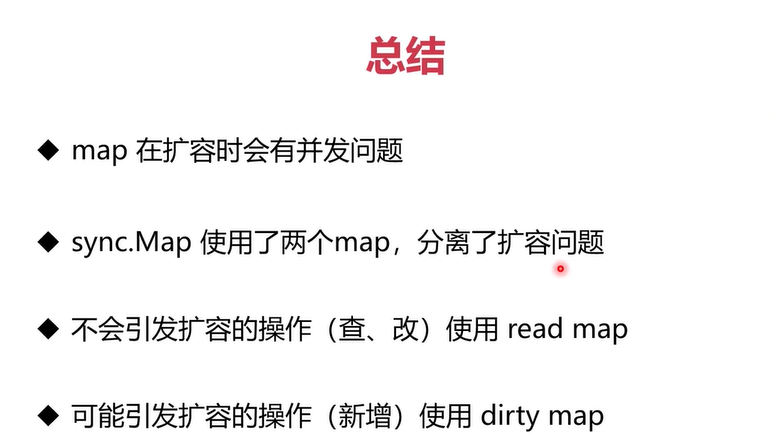 总结
map 在扩容时会有并发问题
sync.Map 使用了两个map，分离了扩容问题
不会引发扩容的操作（查、改）使用 read map
可能引发扩容的操作（新增）使用 dirty map